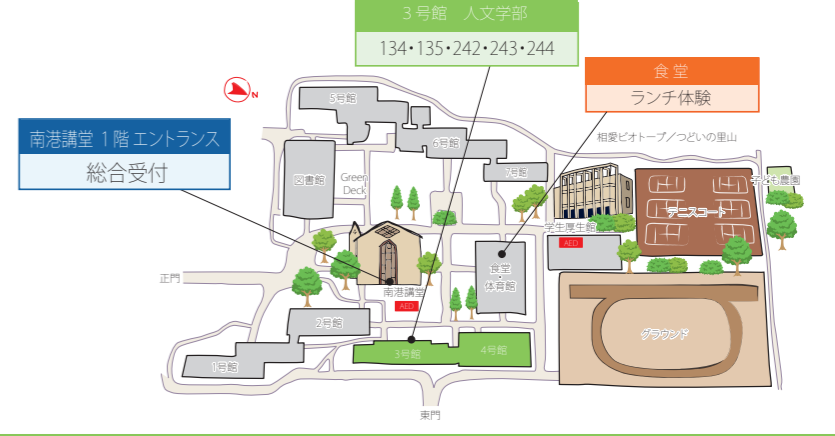 3号館 人文学部
134・135・242・243・244
食堂
ランチ体験
南港講堂 1階 エントランス
総合受付
N
5号館
6号館
7号館
図書館
Green
Deck
相愛ビオトープ／つどいの里山
子ども農園
テニスコート
学生厚生館
AED
食堂
・
体育館
正門
南港講堂
AED
グラウンド
2号館
1号館
3号館
4号館
東門